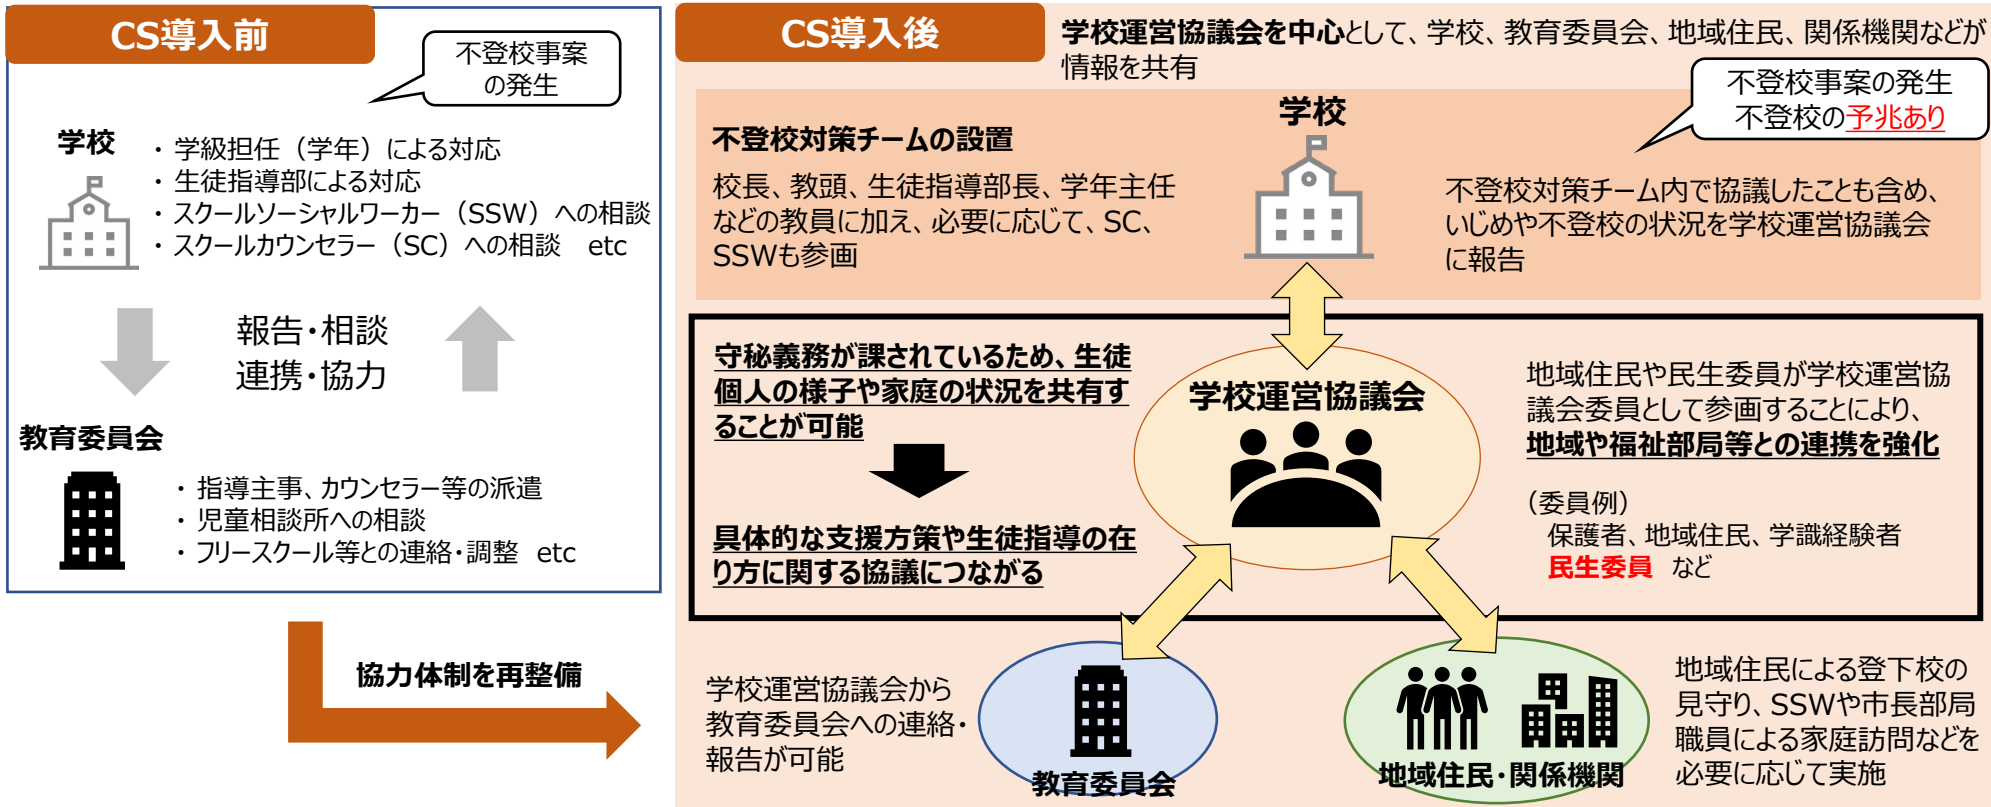 CS導入前
不登校事案
の発生
学校
・学級担任（学年）による対応
・生徒指導部による対応
・スクールソーシャルワーカー（SSW）への相談
・スクールカウンセラー（SC）への相談　etc
報告・相談
連携・協力
教育委員会
・指導主事、カウンセラー等の派遣
・児童相談所への相談
・フリースクール等との連絡・調整　etc
協力体制を再整備
CS導入後
学校運営協議会を中心として、学校、教育委員会、地域住民、関係機関などが
情報を共有
不登校事案の発生
不登校の予兆あり
学校
不登校対策チームの設置
校長、教頭、生徒指導部長、学年主任
などの教員に加え、必要に応じて、SC、
SSWも参画
不登校対策チーム内で協議したことも含め、
いじめや不登校の状況を学校運営協議会
に報告
守秘義務が課されているため、生徒
個人の様子や家庭の状況を共有す
ることが可能
具体的な支援方策や生徒指導の在
り方に関する協議につながる
学校運営協議会
地域住民や民生委員が学校運営協
議会委員として参画することにより、
地域や福祉部局等との連携を強化
（委員例）
保護者、地域住民、学識経験者
民生委員　など
学校運営協議会から
教育委員会への連絡・
報告が可能
教育委員会
地域住民・関係機関
地域住民による登下校の
見守り、SSWや市長部局
職員による家庭訪問などを
必要に応じて実施